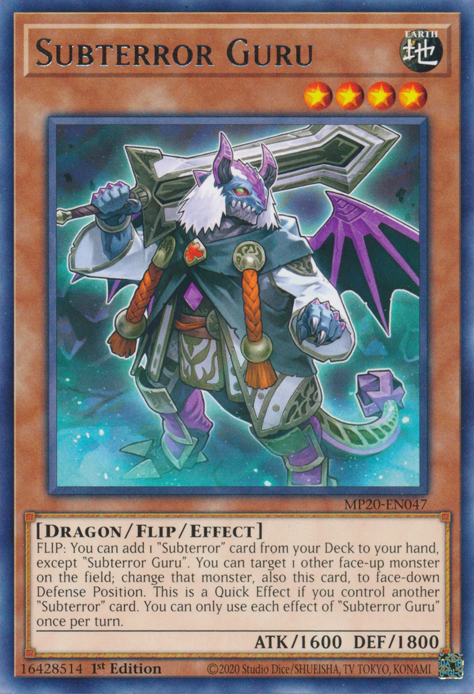 SUBTERROR GURU
EARTH
地
MP20-EN047
[DRAGON/FLIP/EFFECT]
FLIP: You can add 1 "Subterror" card from your Deck to your hand,
except "Subterror Guru". You can target 1 other face-up monster
on the field; change that monster, also this card, to face-down
Defense Position. This is a Quick Effect if you control another
"Subterror" card. You can only use each effect of "Subterror Guru"
once per turn.
ATK/1600 DEF/1800
16428514 1st Edition ©2020 Studio Dice/SHUEISHA, TV TOKYO, KONAMI